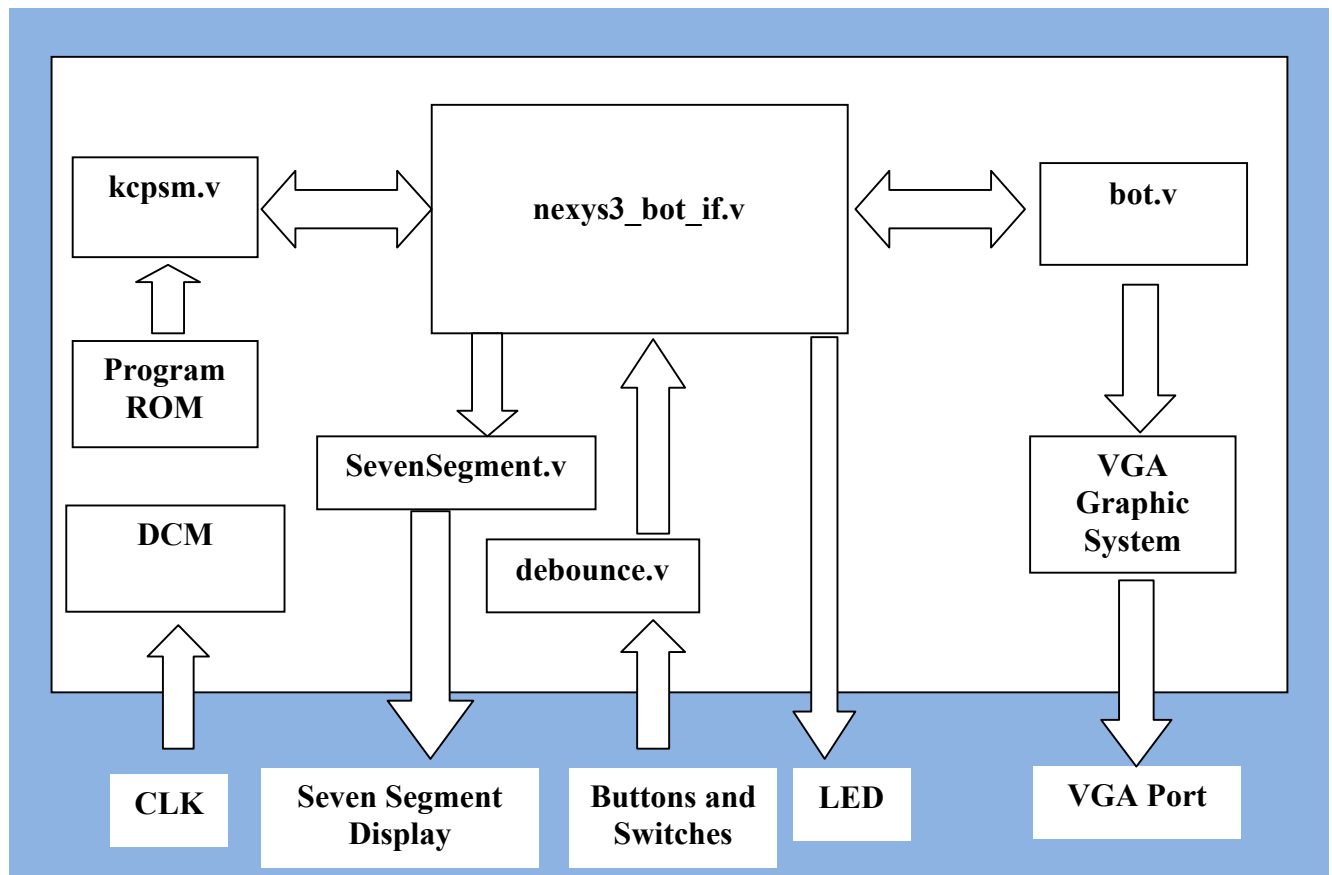 kcpsm.v
nexys3_bot_if.v
bot.v
Program
ROM
SevenSegment.v
VGA
Graphic
System
DCM
debounce.v
CLK
Seven Segment
Display
Buttons and
Switches
LED
VGA Port